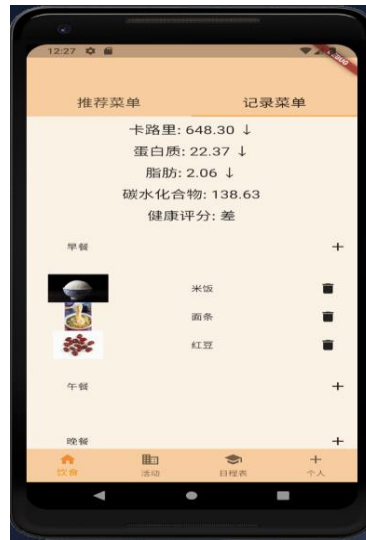 12:27
DEBUG
推荐菜单 记录菜单
卡路里: 648.30 ↓
蛋白质: 22.37 ↓
脂肪: 2.06 ↓
碳水化合物: 138.63
健康评分: 差
早餐 +
米饭
面条
红豆
午餐 +
晚餐 +
饮食 活动 日程表 个人